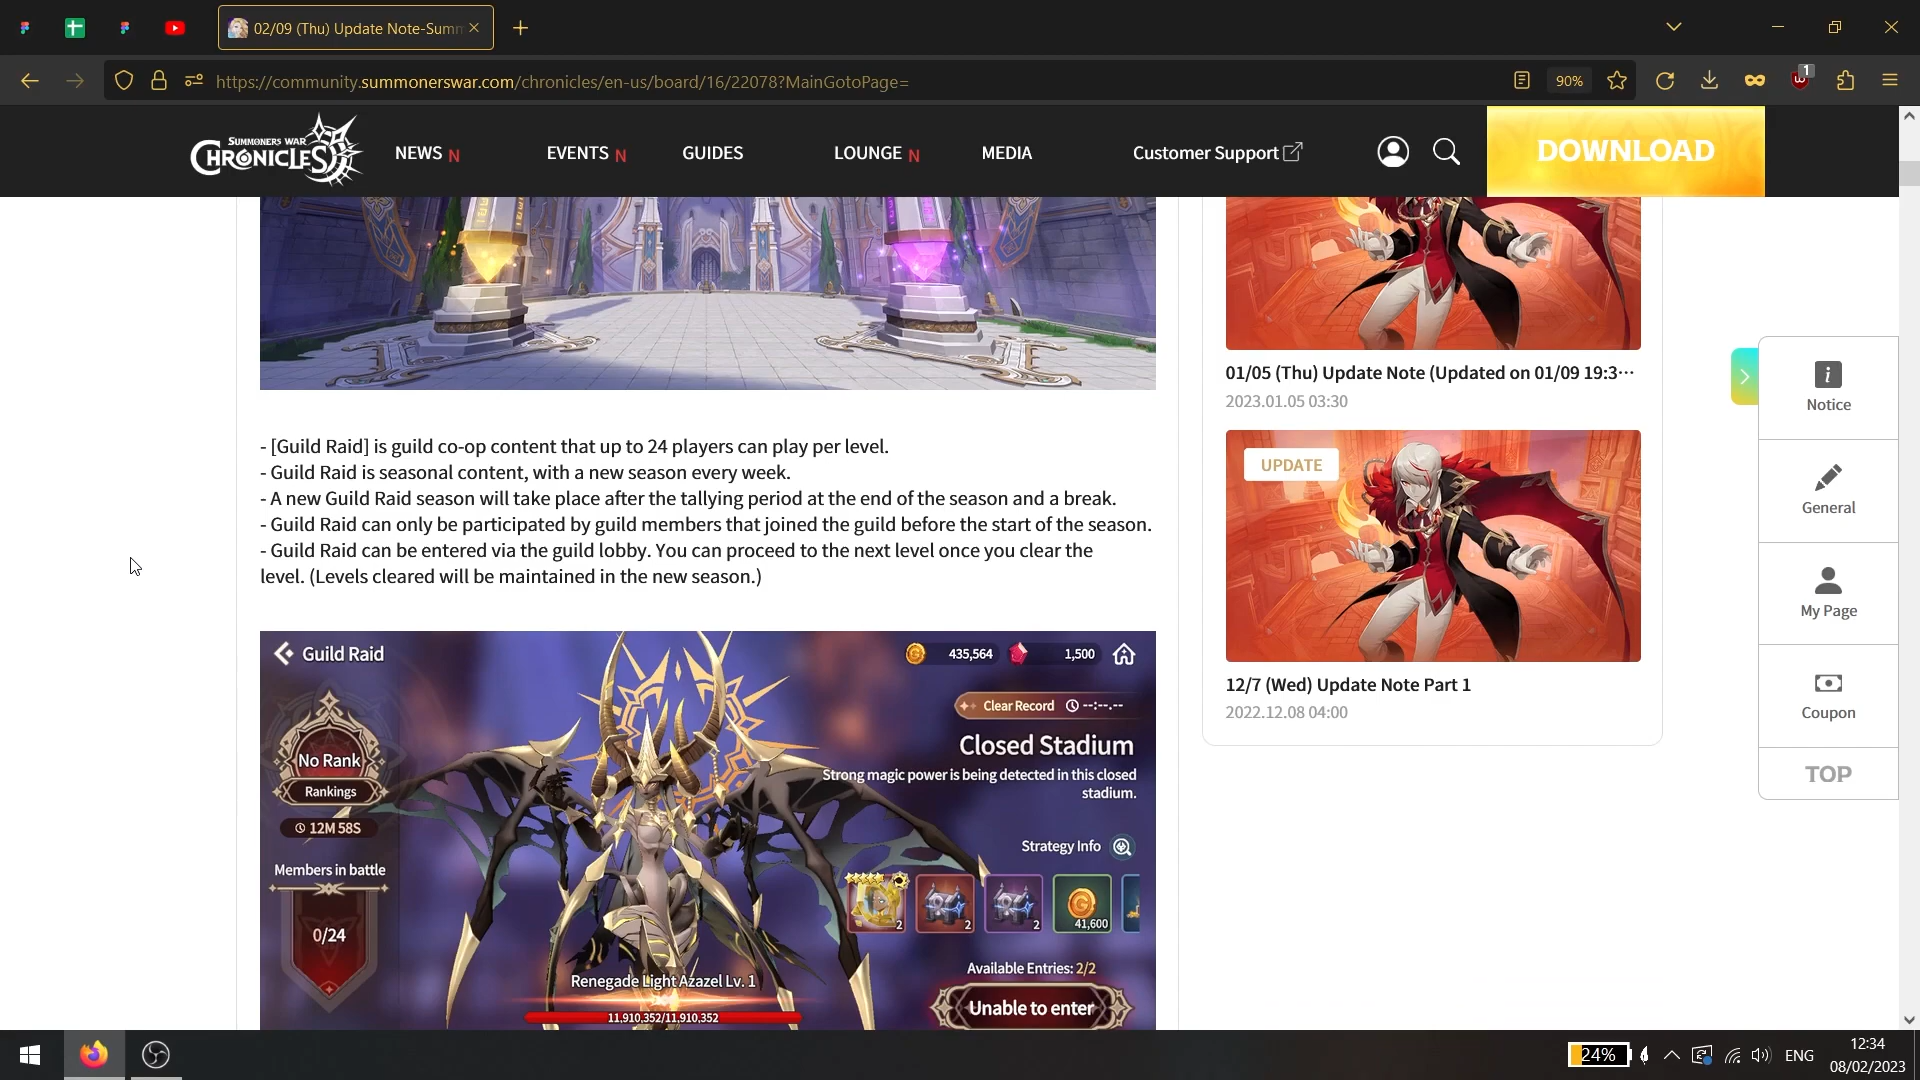 02/09 (Thu) Update Note-Summ
https://community.summonerswar.com/chronicles/en-us/board/16/22078?MainGotoPage=
90%
1
SUMMONERS WAR
CHRONICLES
NEWS N
EVENTS N
GUIDES
LOUNGE N
MEDIA
Customer Support
DOWNLOAD
- [Guild Raid] is guild co-op content that up to 24 players can play per level.
- Guild Raid is seasonal content, with a new season every week.
- A new Guild Raid season will take place after the tallying period at the end of the season and a break.
- Guild Raid can only be participated by guild members that joined the guild before the start of the season.
- Guild Raid can be entered via the guild lobby. You can proceed to the next level once you clear the
level. (Levels cleared will be maintained in the new season.)
Guild Raid
435,564
1,500
Clear Record --:--.--
Closed Stadium
Strong magic power is being detected in this closed
stadium.
No Rank
Rankings
12M 58S
Members in battle
0/24
Strategy Info
2
2
2
41,600
Available Entries: 2/2
Unable to enter
Renegade Light Azazel Lv. 1
11,910,352/11,910,352
01/05 (Thu) Update Note (Updated on 01/09 19:3···
2023.01.05 03:30
UPDATE
12/7 (Wed) Update Note Part 1
2022.12.08 04:00
Notice
General
My Page
Coupon
TOP
24%
ENG
12:34
08/02/2023